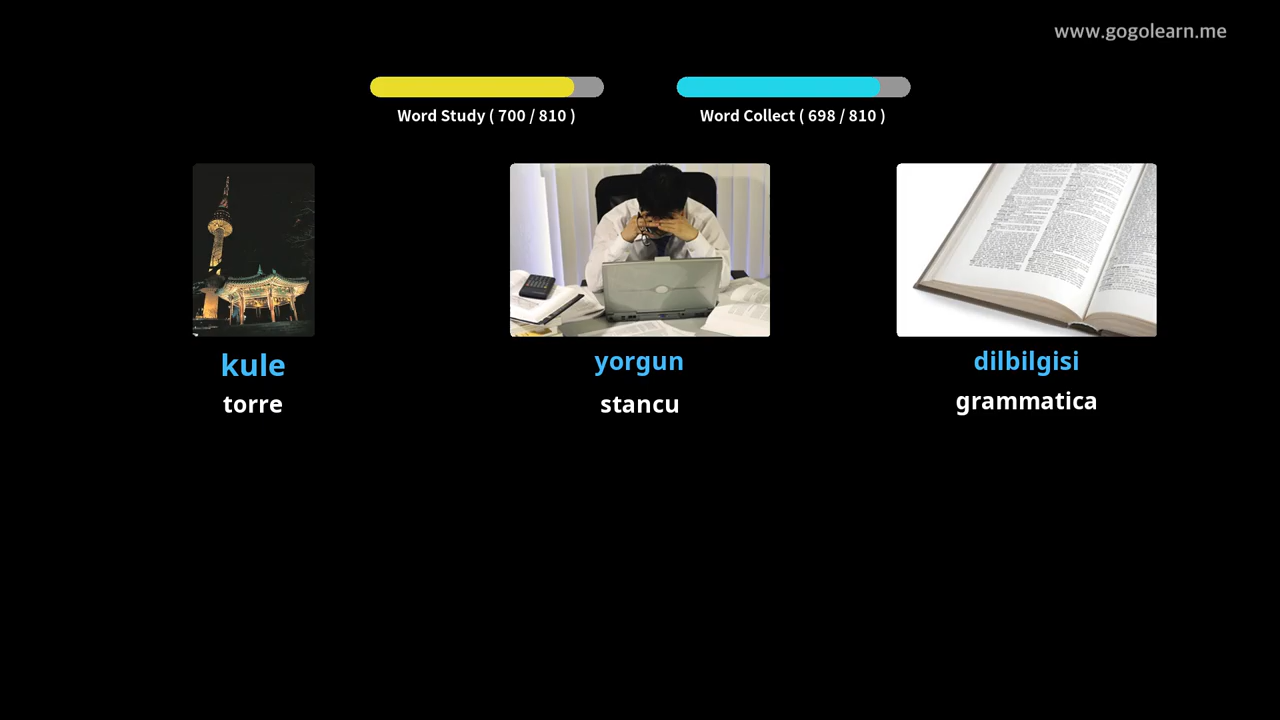 www.gogolearn.me
Word Study ( 700 / 810 )
Word Collect ( 698 / 810 )
kule
torre
yorgun
stancu
dilbilgisi
grammatica